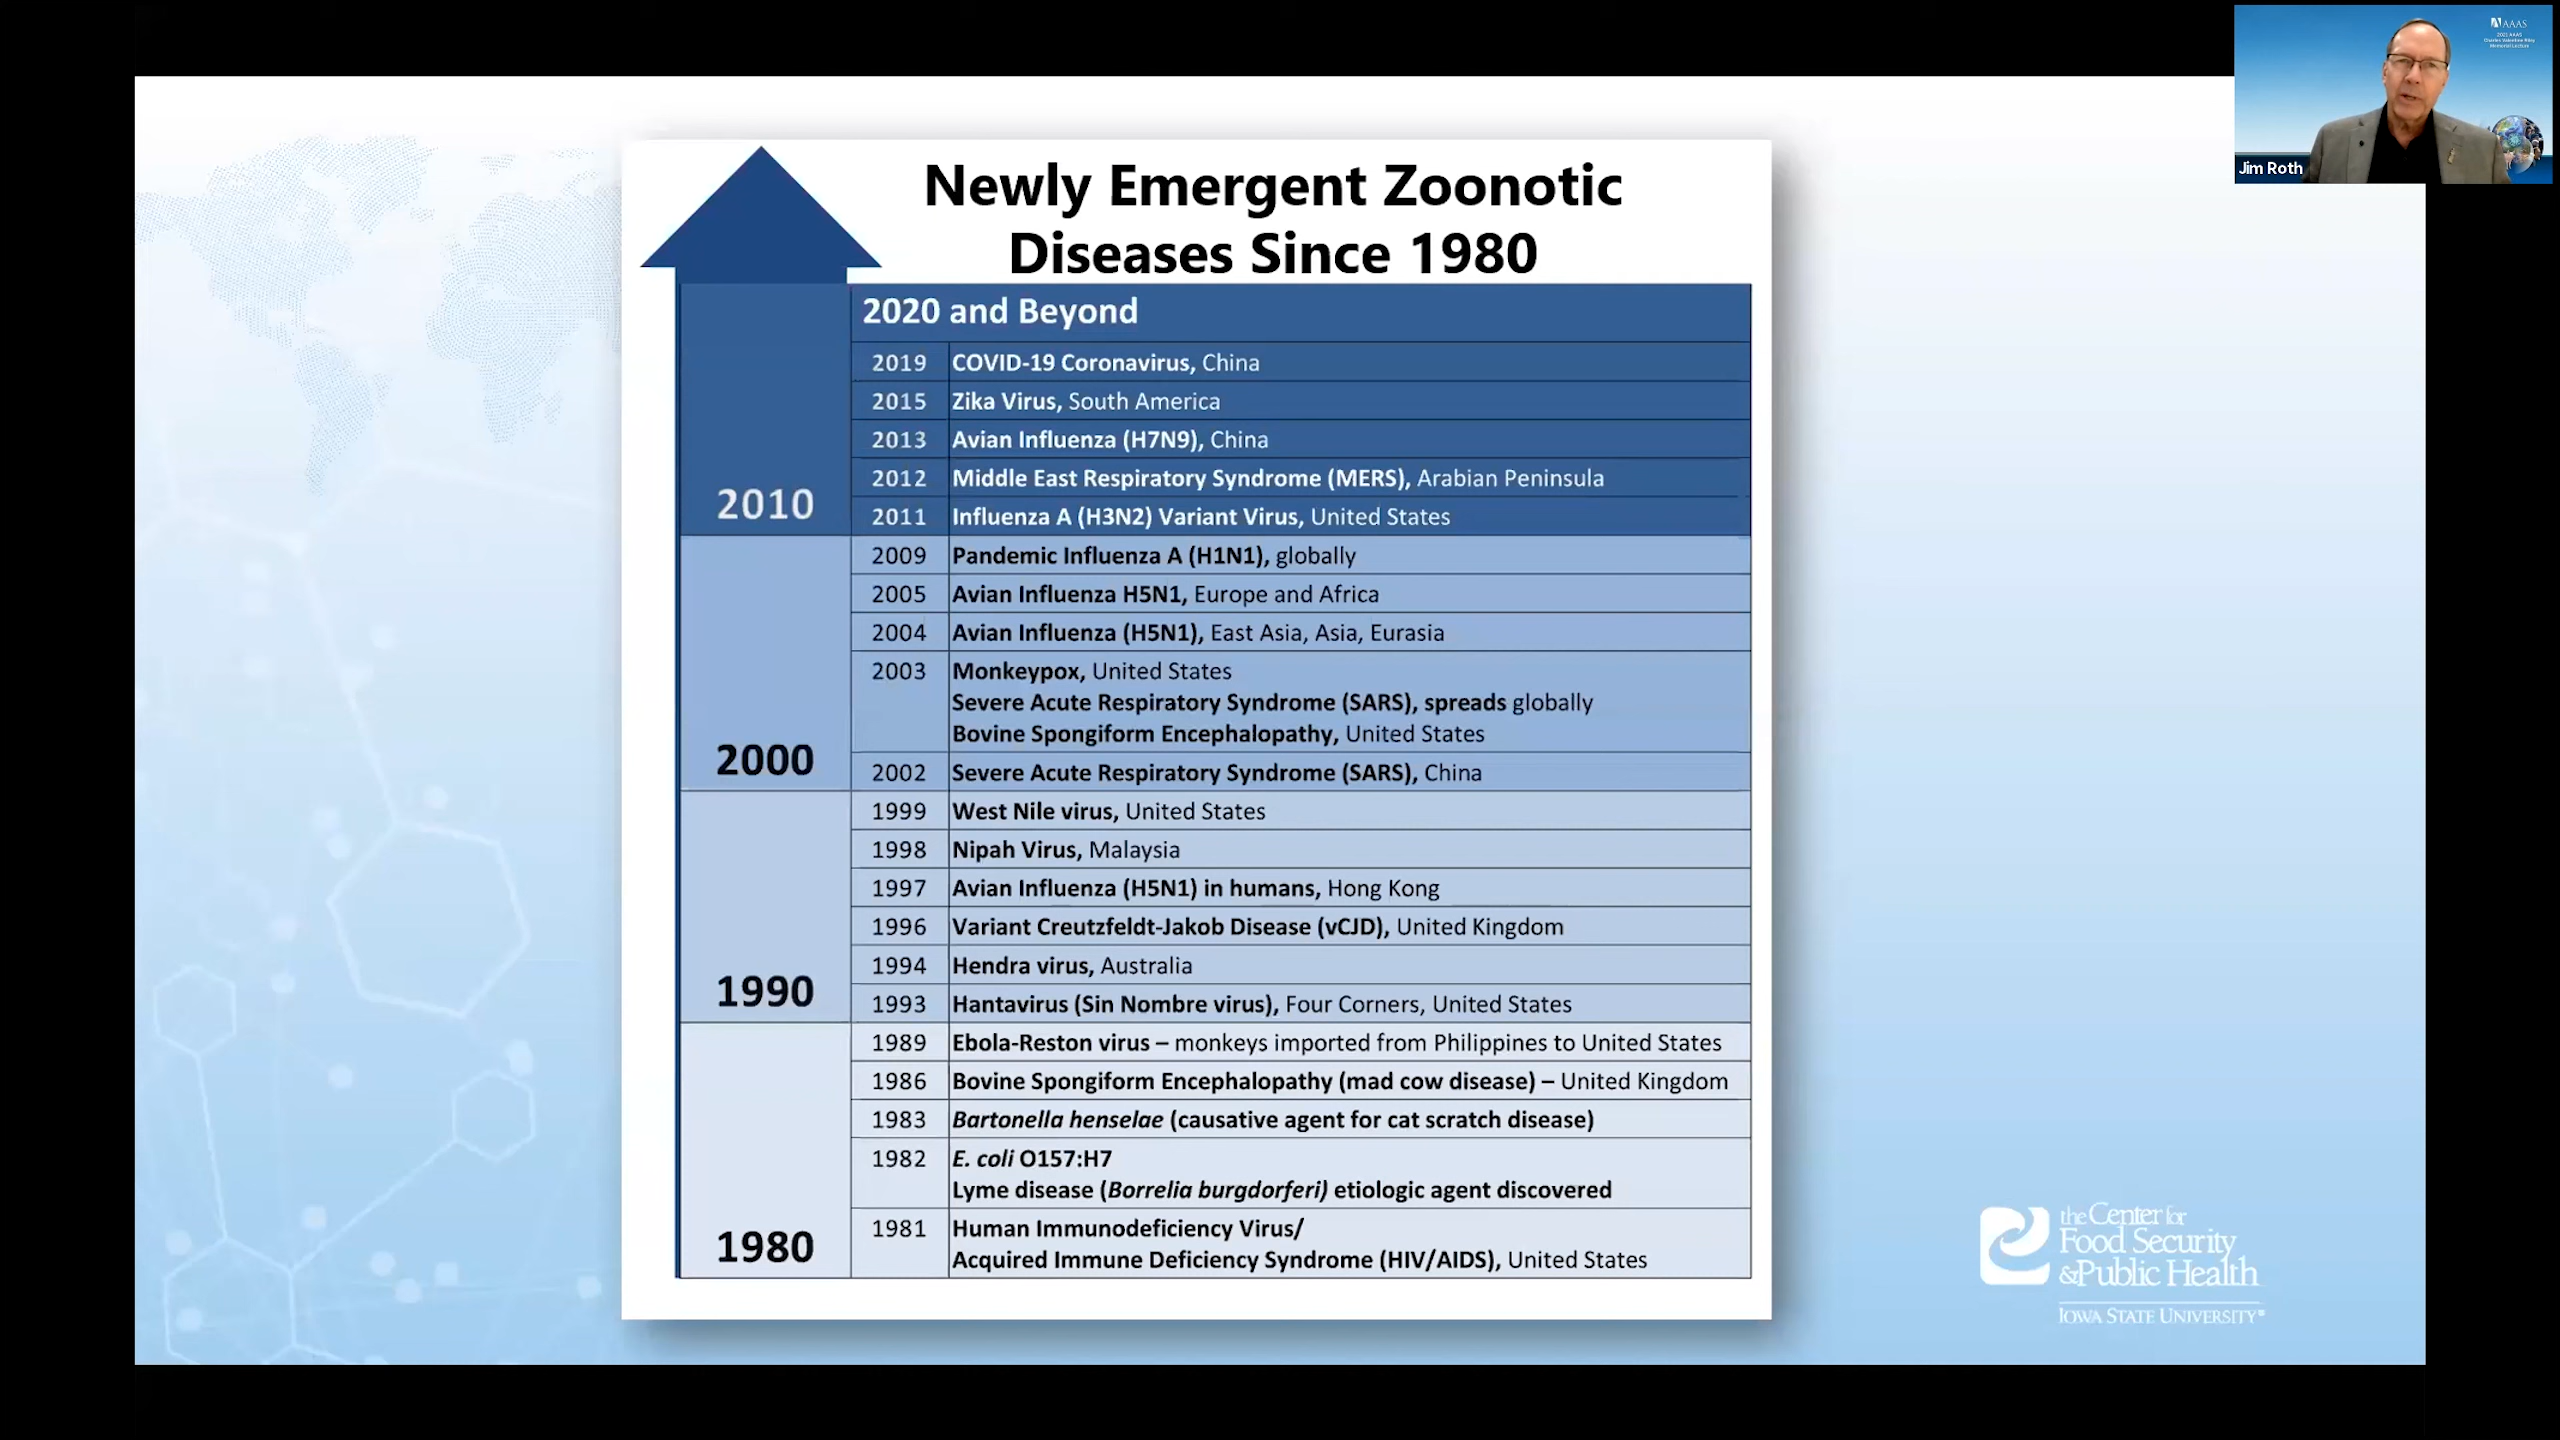 AAAS
2021 AAAS
Charles Valentine Riley
Memorial Lecture
Jim Roth
Newly Emergent Zoonotic
Diseases Since 1980
2020 and Beyond
2010
2019 COVID-19 Coronavirus, China
2015 Zika Virus, South America
2013 Avian Influenza (H7N9), China
2012 Middle East Respiratory Syndrome (MERS), Arabian Peninsula
2011 Influenza A (H3N2) Variant Virus, United States
2000
2009 Pandemic Influenza A (H1N1), globally
2005 Avian Influenza H5N1, Europe and Africa
2004 Avian Influenza (H5N1), East Asia, Asia, Eurasia
2003 Monkeypox, United States
Severe Acute Respiratory Syndrome (SARS), spreads globally
Bovine Spongiform Encephalopathy, United States
2002 Severe Acute Respiratory Syndrome (SARS), China
1990
1999 West Nile virus, United States
1998 Nipah Virus, Malaysia
1997 Avian Influenza (H5N1) in humans, Hong Kong
1996 Variant Creutzfeldt-Jakob Disease (vCJD), United Kingdom
1994 Hendra virus, Australia
1993 Hantavirus (Sin Nombre virus), Four Corners, United States
1980
1989 Ebola-Reston virus – monkeys imported from Philippines to United States
1986 Bovine Spongiform Encephalopathy (mad cow disease) – United Kingdom
1983 Bartonella henselae (causative agent for cat scratch disease)
1982 E. coli O157:H7
Lyme disease (Borrelia burgdorferi) etiologic agent discovered
1981 Human Immunodeficiency Virus/
Acquired Immune Deficiency Syndrome (HIV/AIDS), United States
the Center for
Food Security
&Public Health
IOWA STATE UNIVERSITY®